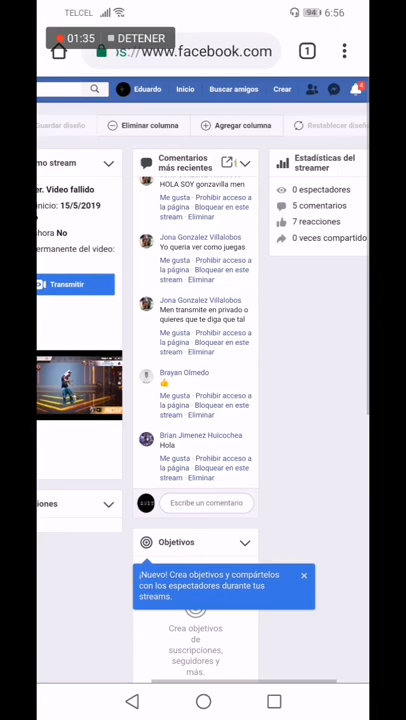 TELCEL 94 6:56
01:35 DETENER
s://www.facebook.com 1
Eduardo Inicio Buscar amigos Crear 4
Guardar diseño Eliminar columna Agregar columna Restablecer diseño
mo stream
er. Video fallido
inicio: 15/5/2019
ahora No
ermanente del video:
Transmitir
iones
Comentarios
más recientes
HOLA SOY gonzavilla men
Me gusta · Prohibir acceso
a la página · Bloquear en este
stream · Eliminar
Jona Gonzalez Villalobos
Yo queria ver como juegas
Me gusta · Prohibir acceso
a la página · Bloquear en este
stream · Eliminar
Jona Gonzalez Villalobos
Men transmite en privado o
quieres que te diga que tal
Me gusta · Prohibir acceso
a la página · Bloquear en este
stream · Eliminar
Brayan Olmedo
👍
Me gusta · Prohibir acceso
a la página · Bloquear en este
stream · Eliminar
Brian Jimenez Huicochea
Hola
Me gusta · Prohibir acceso
a la página · Bloquear en este
stream · Eliminar
Escribe un comentario
Objetivos
¡Nuevo! Crea objetivos y compártelos
con los espectadores durante tus
streams.
Crea objetivos
de
suscripciones,
seguidores y
más.
Estadísticas del
streamer
0 espectadores
5 comentarios
7 reacciones
0 veces compartido